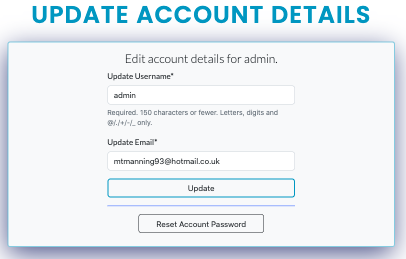 UPDATE ACCOUNT DETAILS
Edit account details for admin.
Update Username*
admin
Required. 150 characters or fewer. Letters, digits and
@/./+/-/_ only.
Update Email*
mtmanning93@hotmail.co.uk
Update
Reset Account Password